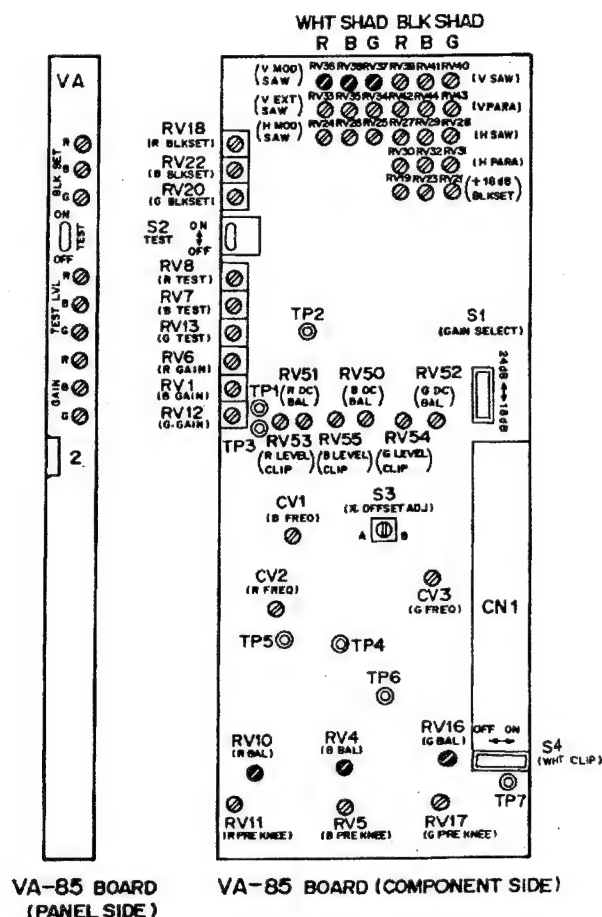 WHT SHAD BLK SHAD
R B G R B G
(V MOD SAW) RV36 RV38 RV37 RV39 RV41 RV40 (V SAW)
(V EXT SAW) RV33 RV35 RV34 RV42 RV44 RV43 (V PARA)
(H MOD SAW) RV24 RV26 RV25 RV27 RV29 RV28 (H SAW)
RV30 RV32 RV31 (H PARA)
RV19 RV23 RV21 (+18dB BLKSET)
VA
R
B
G
BLK SET
ON
TEST
OFF
R
B
G
TEST LVL
R
B
G
GAIN
2
RV18
(R BLKSET)
RV22
(B BLKSET)
RV20
(G BLKSET)
S2 ON
TEST OFF
RV8
(R TEST)
RV7
(B TEST)
RV13
(G TEST)
RV6
(R GAIN)
RV1
(B GAIN)
RV12
(G-GAIN)
TP2
S1
(GAIN SELECT)
24dB
18dB
TP1
TP3
RV51
(R DC BAL)
RV50
(B DC BAL)
RV52
(G DC BAL)
RV53
(R LEVEL CLIP)
RV55
(B LEVEL CLIP)
RV54
(G LEVEL CLIP)
CV1
(B FREQ)
S3
(% OFFSET ADJ)
A B
CV2
(R FREQ)
CV3
(G FREQ)
CN1
TP5
TP4
TP6
OFF ON
S4
(WHT CLIP)
TP7
RV10
(R BAL)
RV4
(B BAL)
RV16
(G BAL)
RV11
(R PRE KNEE)
RV5
(B PRE KNEE)
RV17
(G PRE KNEE)
VA-85 BOARD
(PANEL SIDE)
VA-85 BOARD (COMPONENT SIDE)